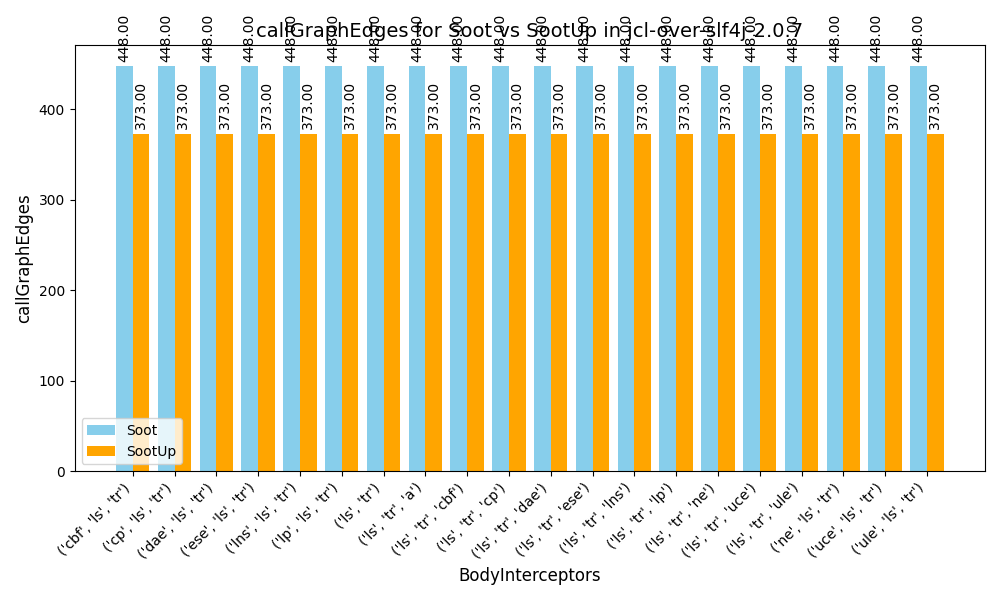 callGraphEdges for Soot vs SootUp in jcl-over-slf4j-2.0.7
448.00
373.00
448.00
373.00
448.00
373.00
448.00
373.00
448.00
373.00
448.00
373.00
448.00
373.00
448.00
373.00
448.00
373.00
448.00
373.00
448.00
373.00
448.00
373.00
448.00
373.00
448.00
373.00
448.00
373.00
448.00
373.00
448.00
373.00
448.00
373.00
448.00
373.00
448.00
373.00
callGraphEdges
400
300
200
100
0
Soot
SootUp
('cbf', 'ls', 'tr')
('cp', 'ls', 'tr')
('dae', 'ls', 'tr')
('ese', 'ls', 'tr')
('lns', 'ls', 'tr')
('lp', 'ls', 'tr')
('ls', 'tr')
('ls', 'tr', 'a')
('ls', 'tr', 'cbf')
('ls', 'tr', 'cp')
('ls', 'tr', 'dae')
('ls', 'tr', 'ese')
('ls', 'tr', 'lns')
('ls', 'tr', 'lp')
('ls', 'tr', 'ne')
('ls', 'tr', 'uce')
('ls', 'tr', 'ule')
('ne', 'ls', 'tr')
('uce', 'ls', 'tr')
('ule', 'ls', 'tr')
BodyInterceptors